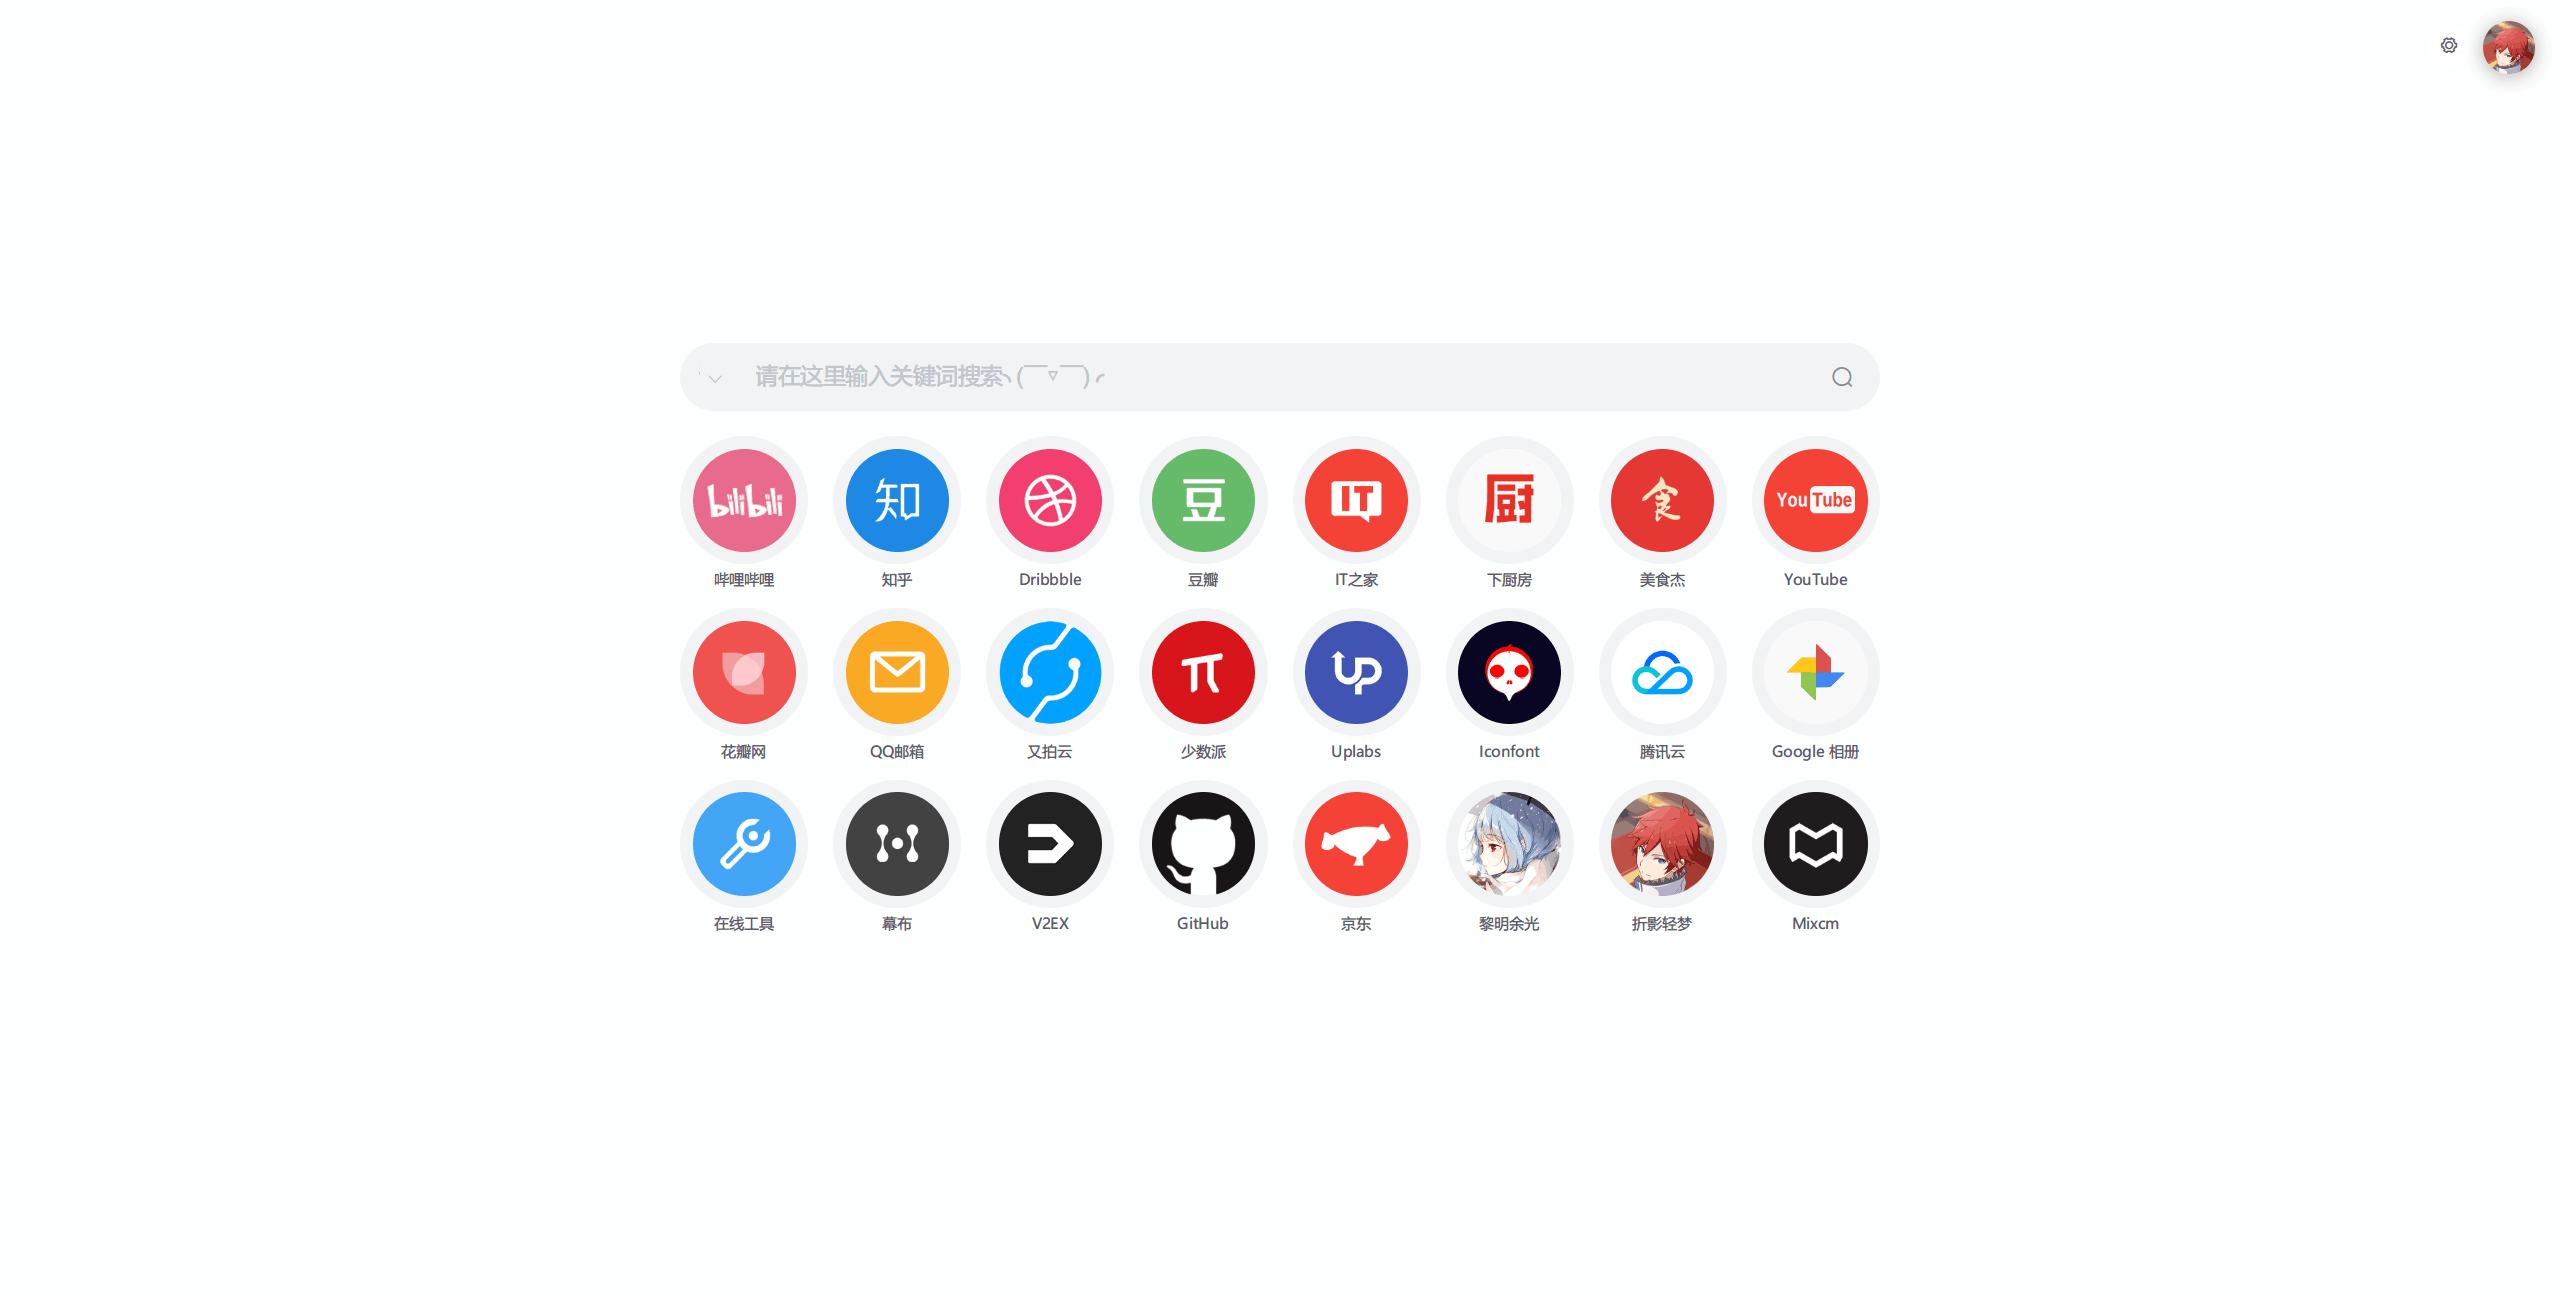 请在这里输入关键词搜索╮(￣▽￣)╭
bilibili 知 豆 IT 厨 食 You Tube
哔哩哔哩 知乎 Dribbble 豆瓣 IT之家 下厨房 美食杰 YouTube
UP
花瓣网 QQ邮箱 又拍云 少数派 Uplabs Iconfont 腾讯云 Google 相册
在线工具 幕布 V2EX GitHub 京东 黎明余光 折影轻梦 Mixcm